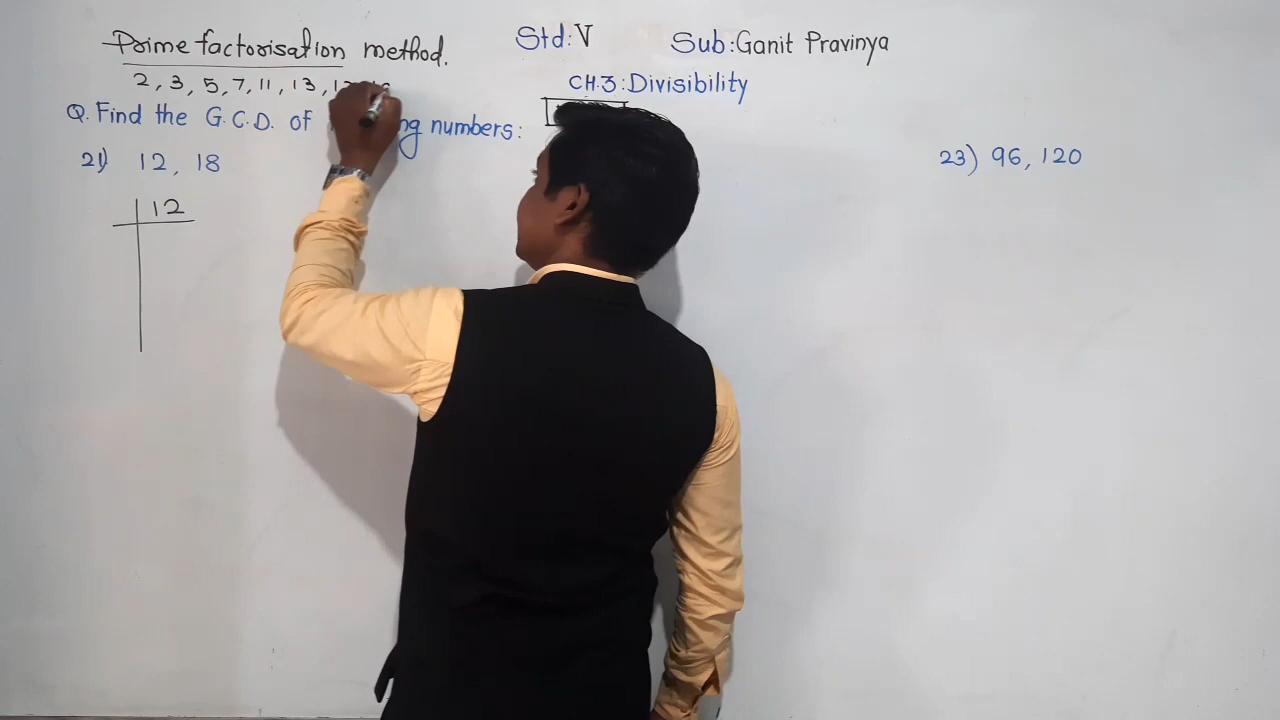 Prime factorisation method.
Std: V
Sub: Ganit Pravinya
2, 3, 5, 7, 11, 13,
CH.3: Divisibility
Q. Find the G.C.D. of numbers:
21) 12, 18
23) 96, 120
12